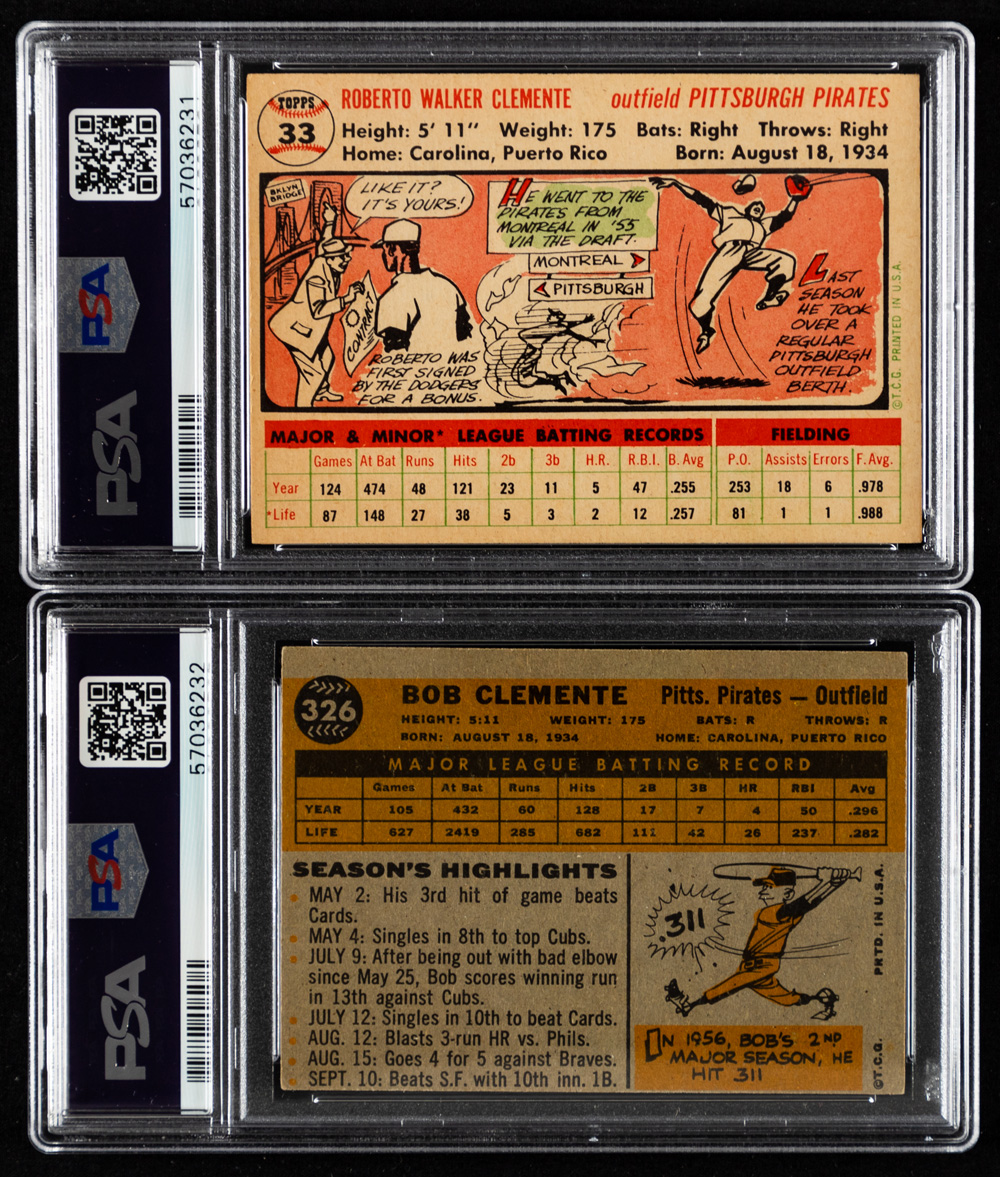 57036231
PSA
PSA
TOPPS
33
ROBERTO WALKER CLEMENTE outfield PITTSBURGH PIRATES
Height: 5' 11" Weight: 175 Bats: Right Throws: Right
Home: Carolina, Puerto Rico Born: August 18, 1934
BKLYN
BRIDGE
LIKE IT?
IT'S YOURS!
CONTRACT
ROBERTO WAS
FIRST SIGNED
BY THE DODGERS
FOR A BONUS.
HE WENT TO THE
PIRATES FROM
MONTREAL IN '55
VIA THE DRAFT.
MONTREAL
PITTSBURGH
LAST
SEASON
HE TOOK
OVER A
REGULAR
PITTSBURGH
OUTFIELD
BERTH.
©T.C.G. PRINTED IN U.S.A.
MAJOR & MINOR* LEAGUE BATTING RECORDS FIELDING
Games At Bat Runs Hits 2b 3b H.R. R.B.I. B. Avg P.O. Assists Errors F. Avg.
Year 124 474 48 121 23 11 5 47 .255 253 18 6 .978
*Life 87 148 27 38 5 3 2 12 .257 81 1 1 .988
57036232
PSA
PSA
326
BOB CLEMENTE Pitts. Pirates — Outfield
HEIGHT: 5:11 WEIGHT: 175 BATS: R THROWS: R
BORN: AUGUST 18, 1934 HOME: CAROLINA, PUERTO RICO
MAJOR LEAGUE BATTING RECORD
Games At Bat Runs Hits 2B 3B HR RBI Avg
YEAR 105 432 60 128 17 7 4 50 .296
LIFE 627 2419 285 682 111 42 26 237 .282
SEASON'S HIGHLIGHTS
MAY 2: His 3rd hit of game beats
Cards.
MAY 4: Singles in 8th to top Cubs.
JULY 9: After being out with bad elbow
since May 25, Bob scores winning run
in 13th against Cubs.
JULY 12: Singles in 10th to beat Cards.
AUG. 12: Blasts 3-run HR vs. Phils.
AUG. 15: Goes 4 for 5 against Braves.
SEPT. 10: Beats S.F. with 10th inn. 1B.
.311
IN 1956, BOB'S 2ND
MAJOR SEASON, HE
HIT 311
©T.C.G. PRTD. IN U.S.A.